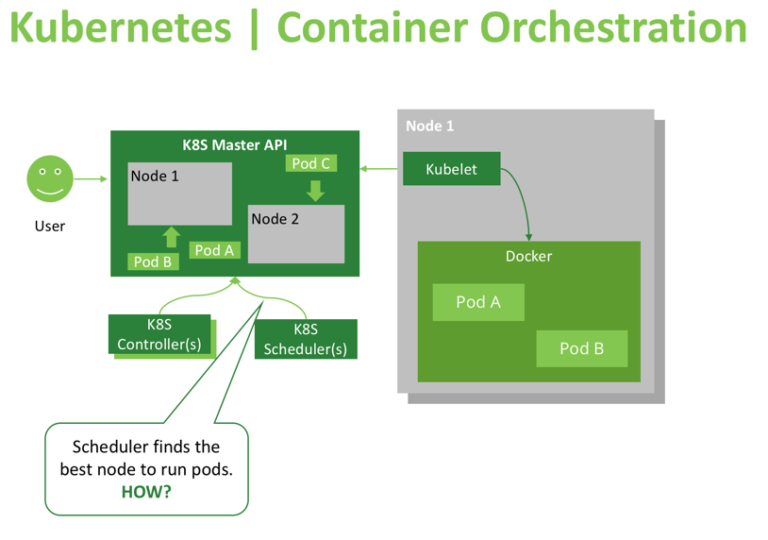 Kubernetes | Container Orchestration
K8S Master API
Node 1
Pod C
Node 2
Pod A
Pod B
User
K8S
Controller(s)
K8S
Scheduler(s)
Scheduler finds the
best node to run pods.
HOW?
Node 1
Kubelet
Docker
Pod A
Pod B